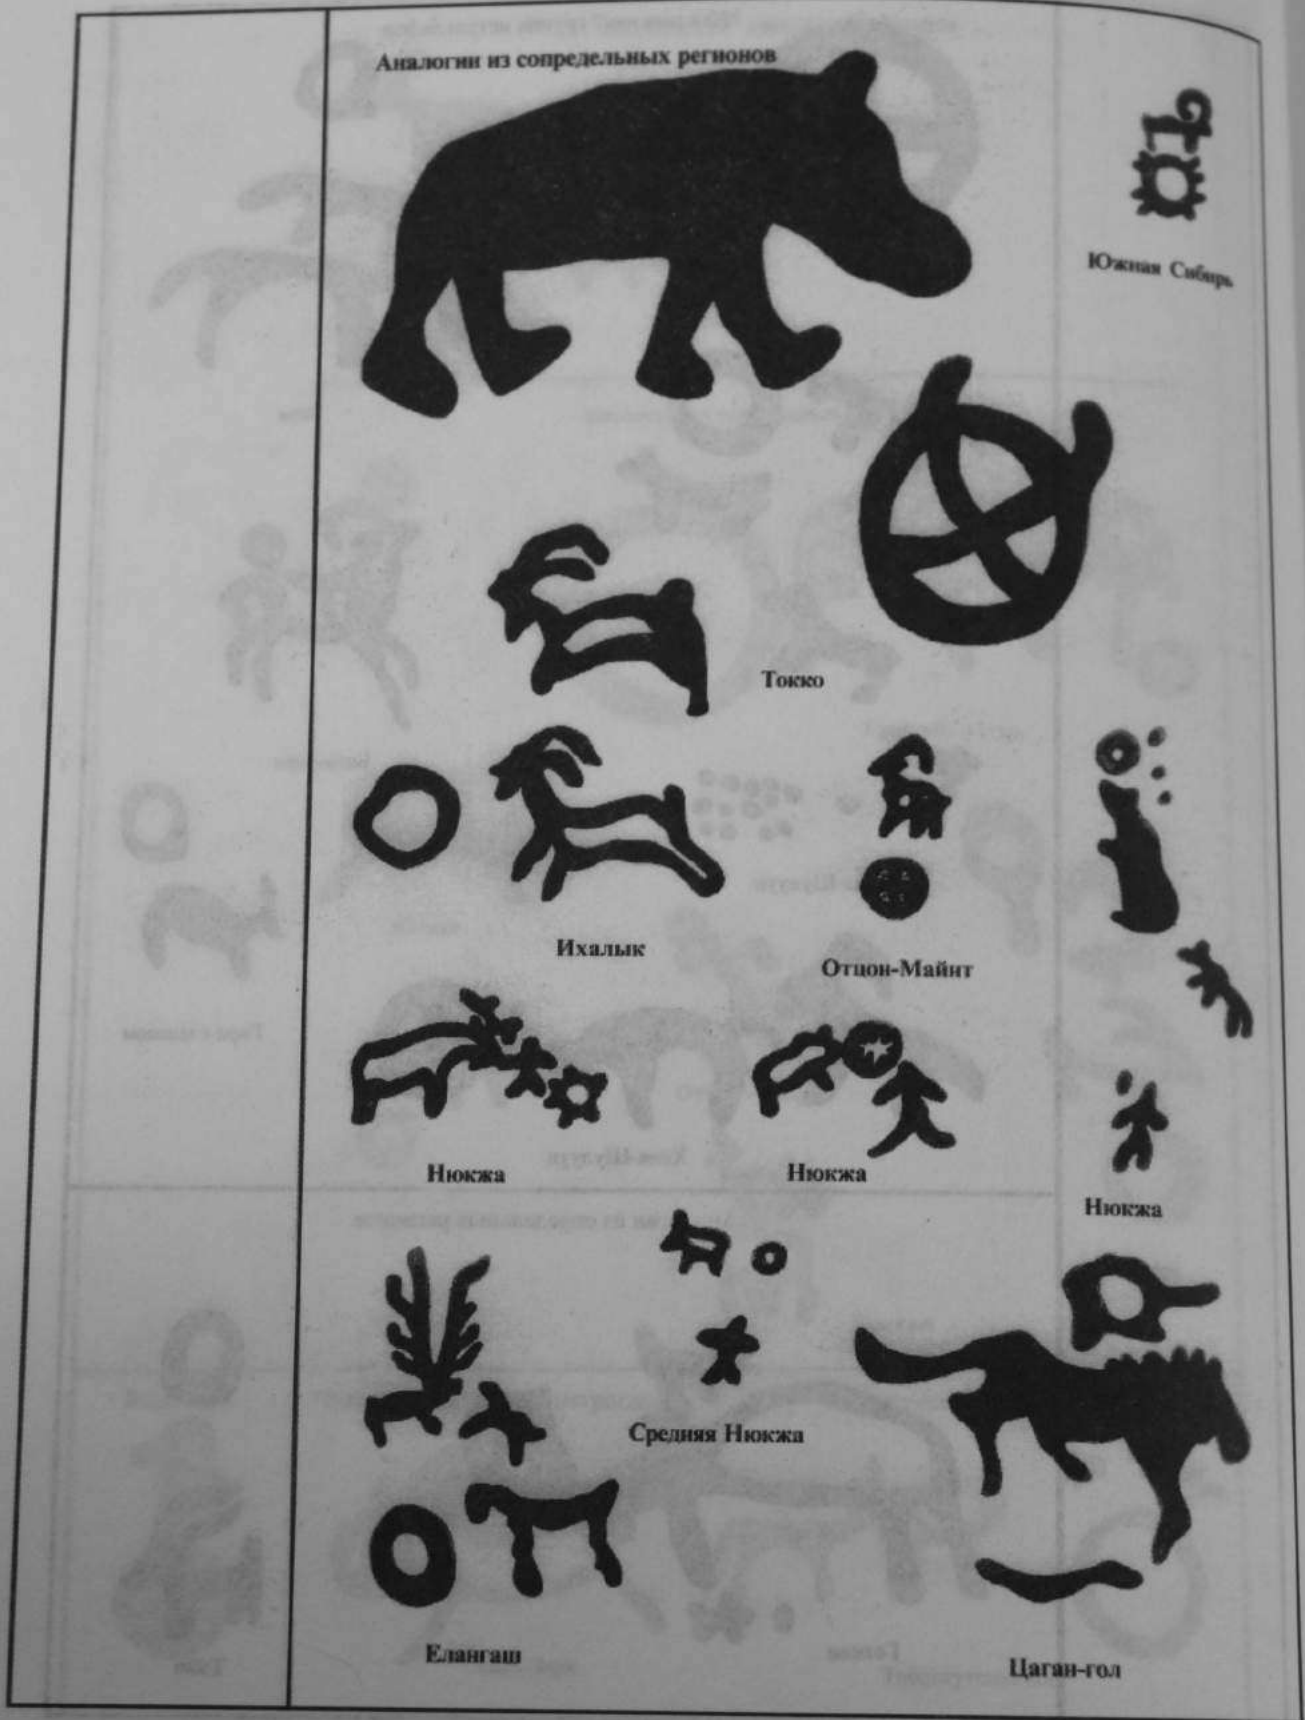 Аналогии из сопредельных регионов
Южная Сибирь
Токко
Ихалык
Отцон-Майнт
Нюкжа
Нюкжа
Нюкжа
Средняя Нюкжа
Елангаш
Цаган-гол